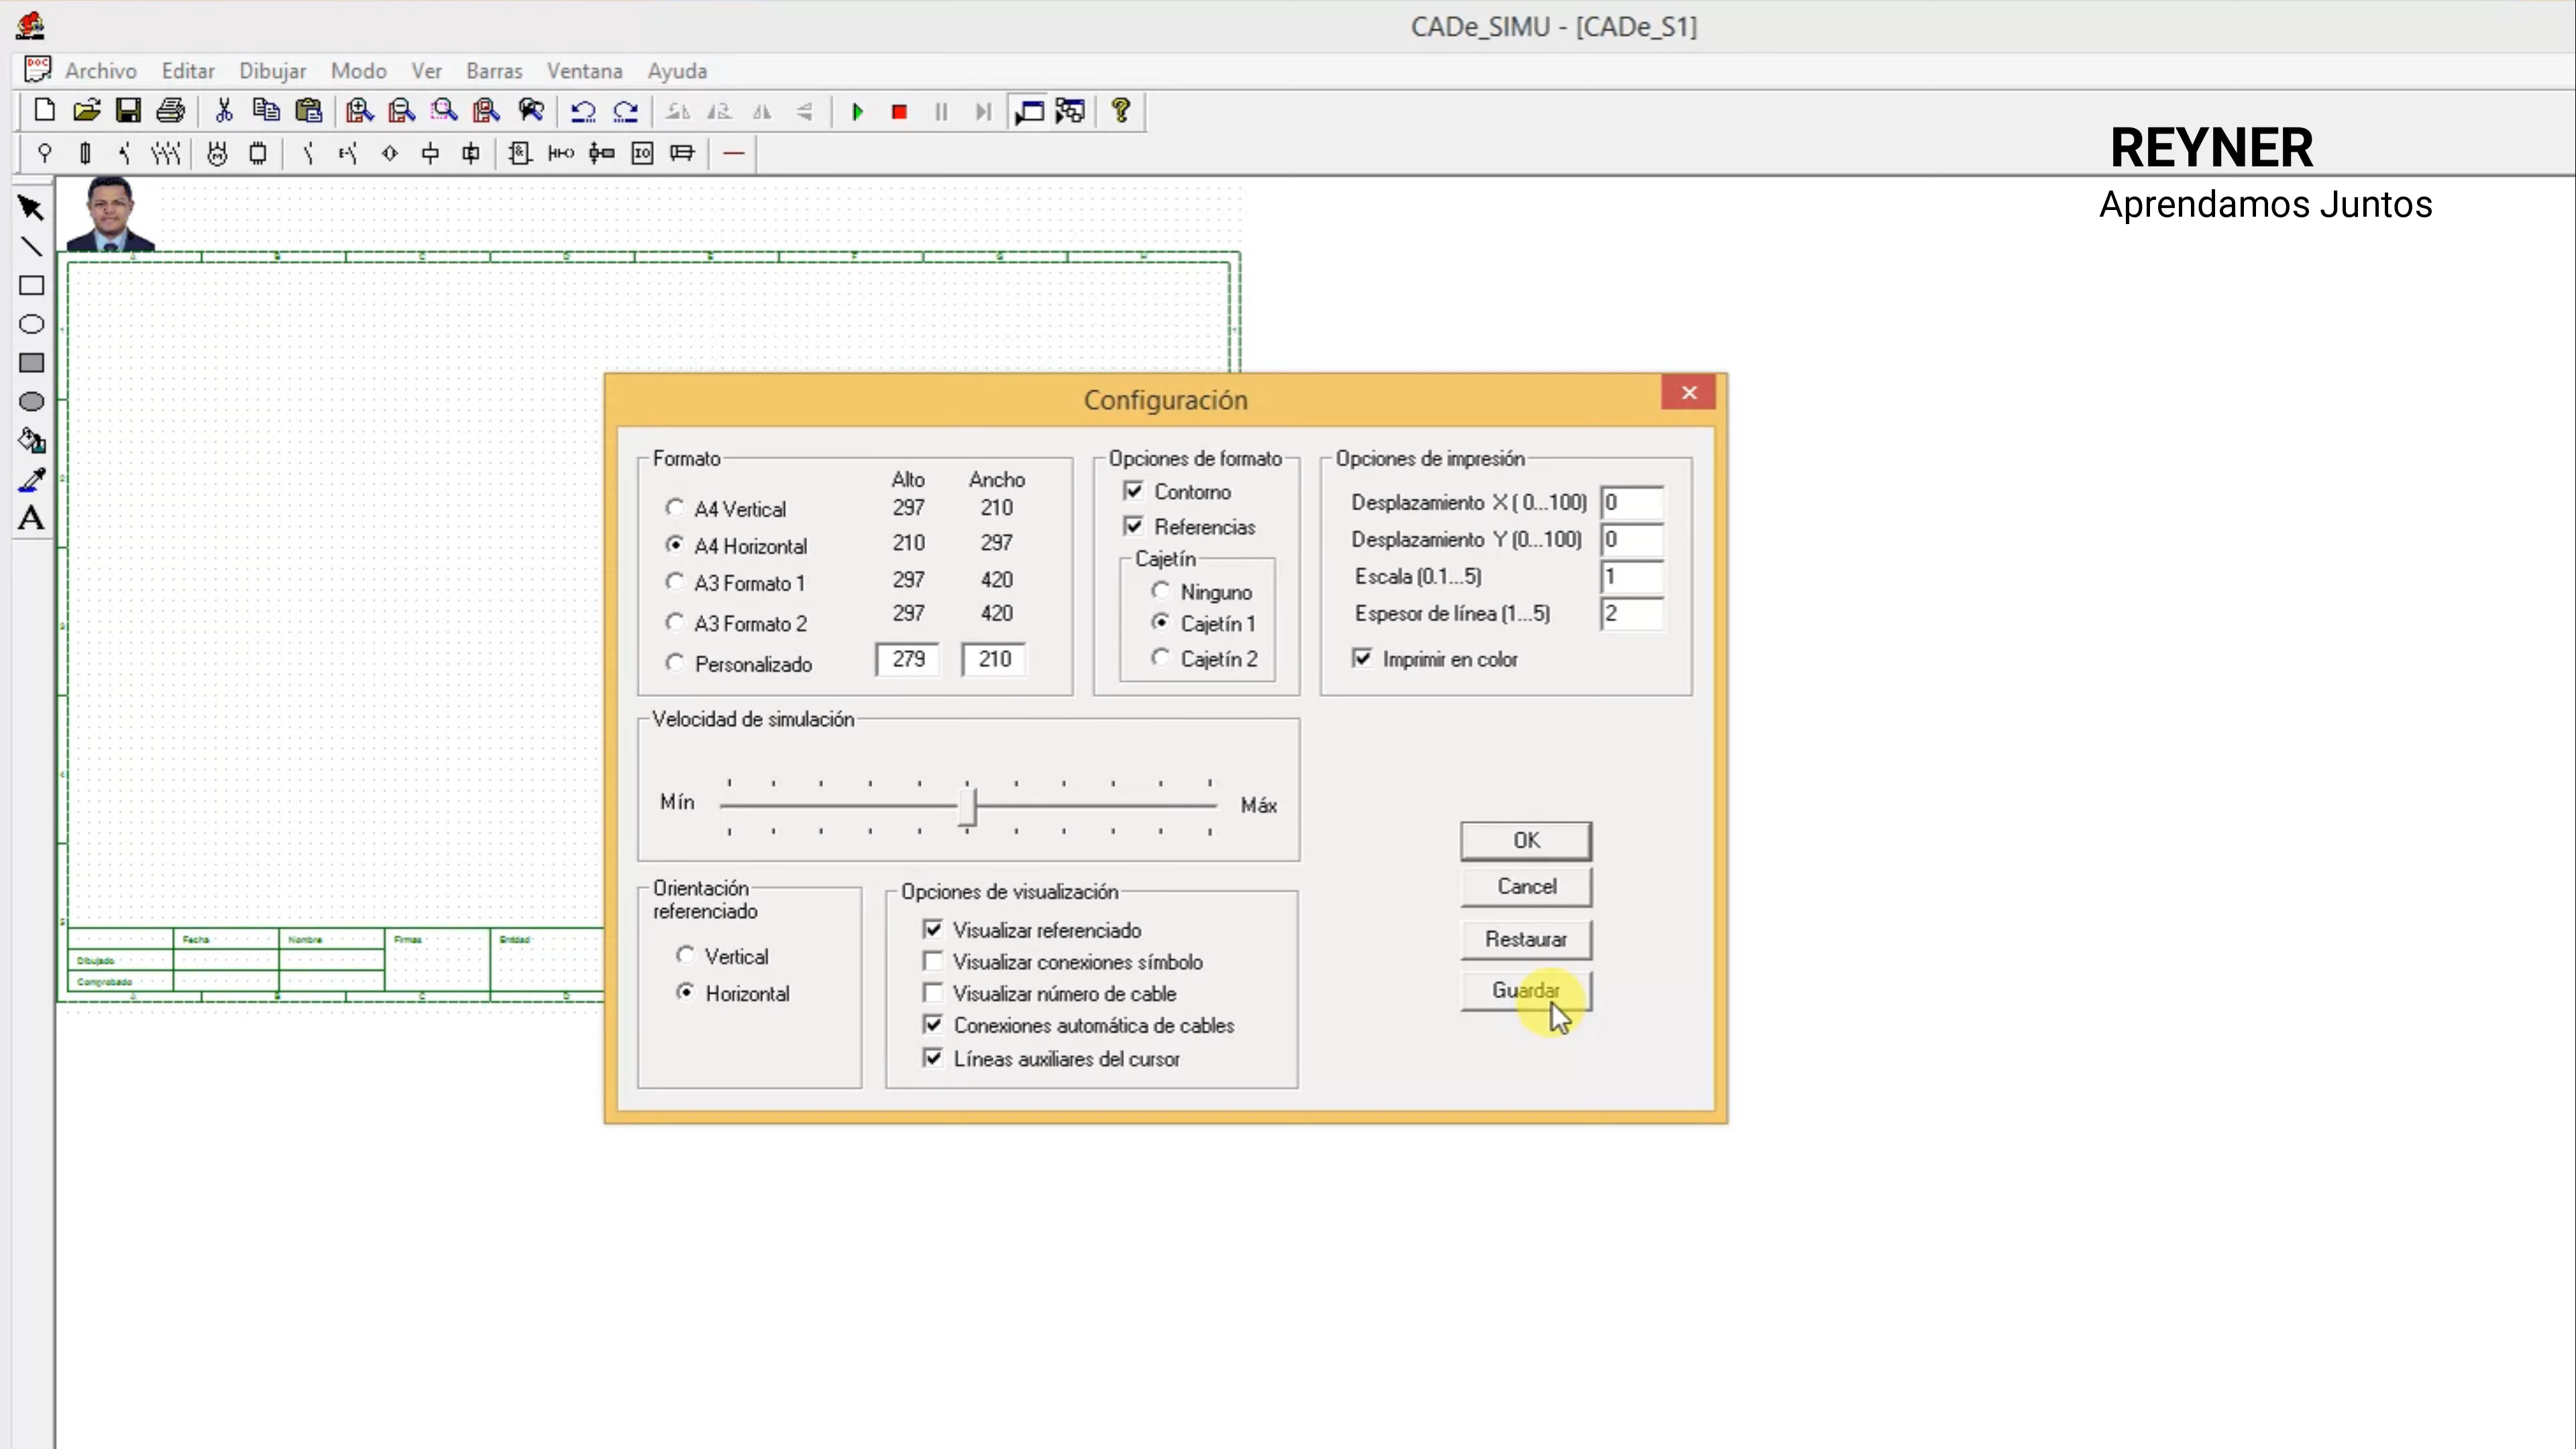 CADe_SIMU - [CADe_S1]
DOC
Archivo Editar Dibujar Modo Ver Barras Ventana Ayuda
REYNER
Aprendamos Juntos
IO
A
A B C D E F G H
Configuración
Formato
Alto Ancho
A4 Vertical 297 210
A4 Horizontal 210 297
A3 Formato 1 297 420
A3 Formato 2 297 420
Personalizado 279 210
Opciones de formato
Contorno
Referencias
Cajetín
Ninguno
Cajetín 1
Cajetín 2
Opciones de impresión
Desplazamiento X ( 0...100) 0
Desplazamiento Y (0...100) 0
Escala (0.1...5) 1
Espesor de línea (1...5) 2
Imprimir en color
Velocidad de simulación
Mín Máx
Orientación
referenciado
Vertical
Horizontal
Opciones de visualización
Visualizar referenciado
Visualizar conexiones símbolo
Visualizar número de cable
Conexiones automática de cables
Líneas auxiliares del cursor
OK
Cancel
Restaurar
Guardar
Fecha Nombre Firmas Entidad
Dibujado
Comprobado
A B C D